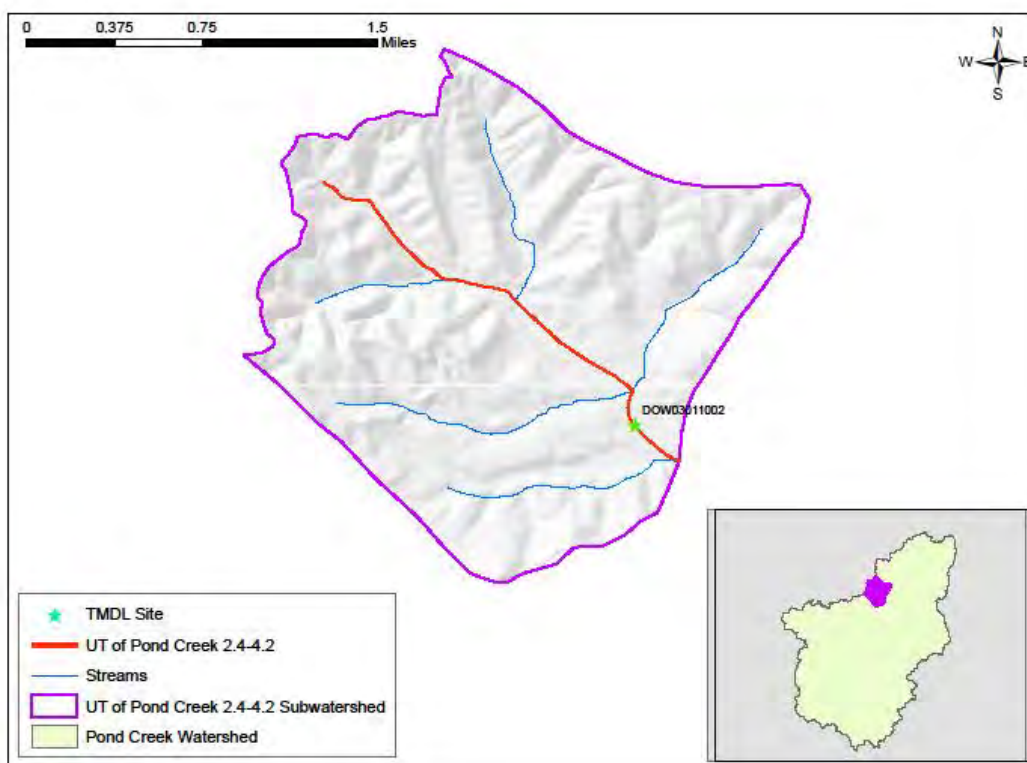 0 0.375 0.75 1.5
Miles
N
W E
S
DOW03011002
TMDL Site
UT of Pond Creek 2.4-4.2
Streams
UT of Pond Creek 2.4-4.2 Subwatershed
Pond Creek Watershed